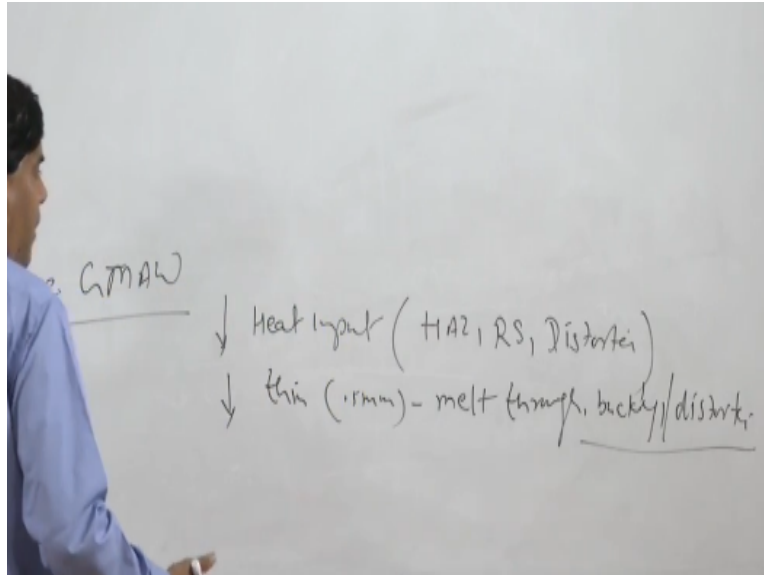 GMAW
↓ Heat Input (HAZ, RS, Distortion)
↓ thin (.5mm) - melt through, buckling/distortion